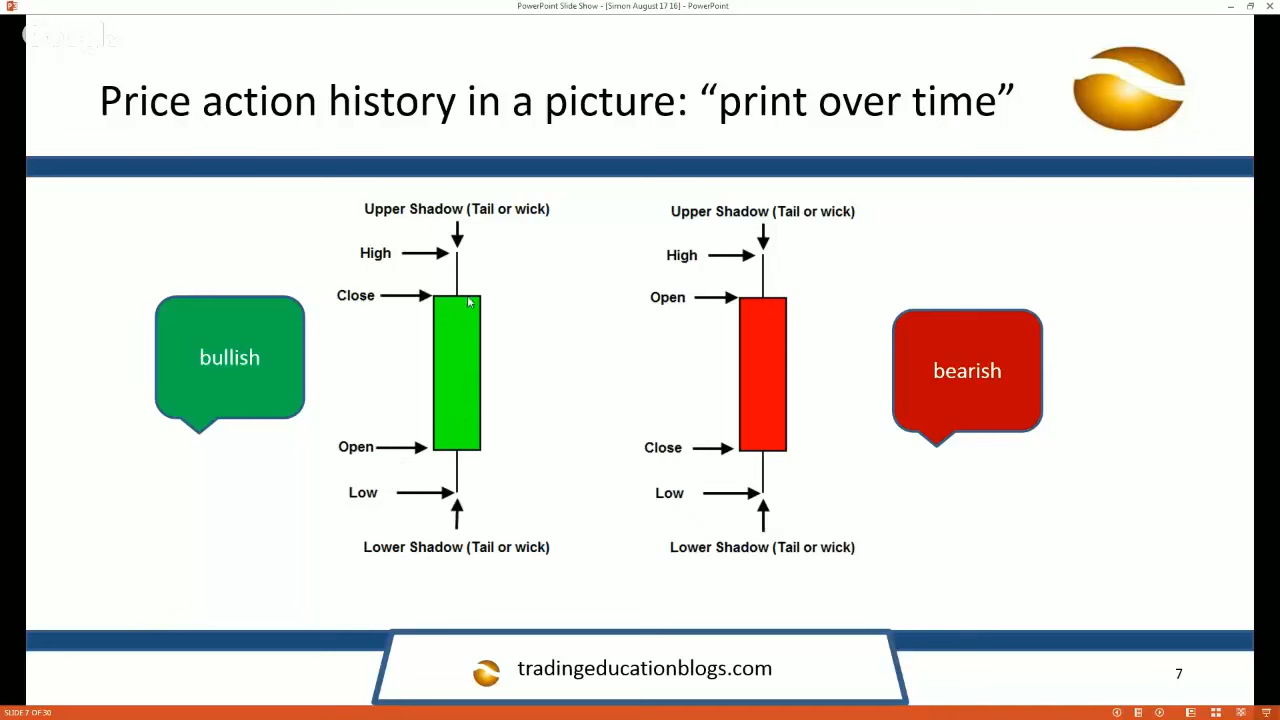 PowerPoint Slide Show - [Simon August 17 16] - PowerPoint
Price action history in a picture: “print over time”
Upper Shadow (Tail or wick)
High
Close
bullish
Open
Low
Lower Shadow (Tail or wick)
Upper Shadow (Tail or wick)
High
Open
bearish
Close
Low
Lower Shadow (Tail or wick)
tradingeducationblogs.com
7
SLIDE 7 OF 30